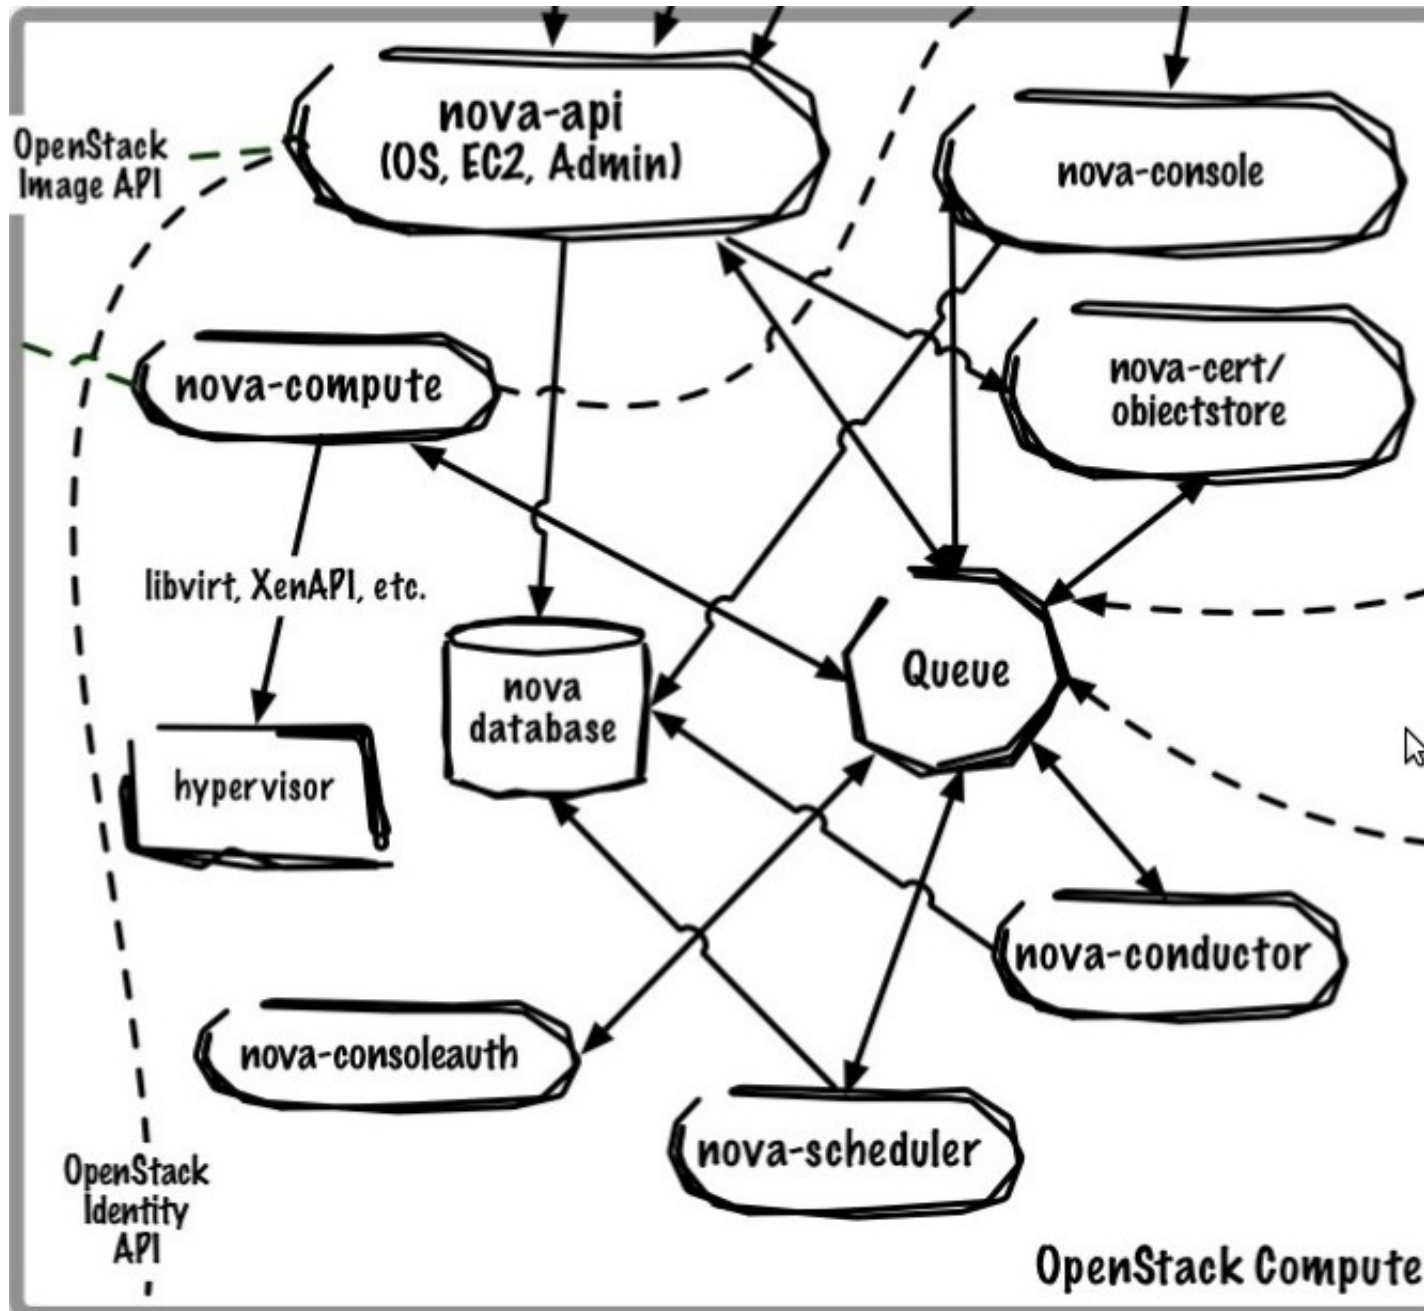 nova-api
(OS, EC2, Admin)
OpenStack
Image API
nova-console
nova-compute
nova-cert/
obiectstore
libvirt, XenAPI, etc.
Queue
nova
database
hypervisor
nova-conductor
nova-consoleauth
nova-scheduler
OpenStack
Identity
API
OpenStack Compute